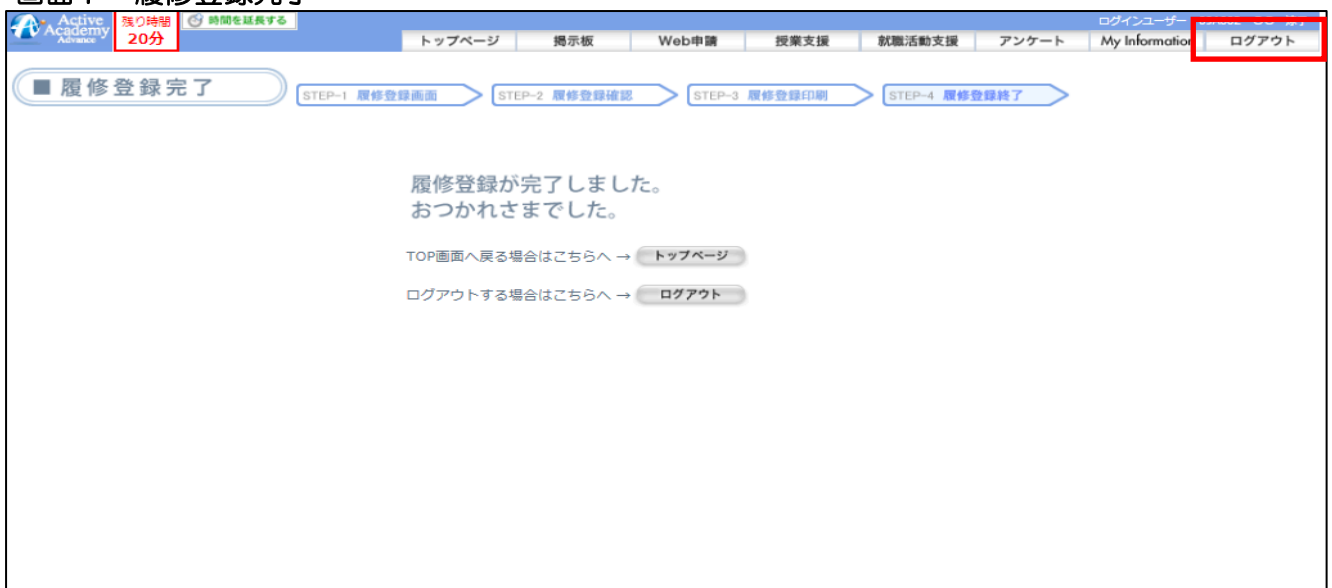 履修登録完了
Active
Academy
Advance
残り時間
20分
時間を延長する
ログインユーザー
トップページ
掲示板
Web申請
授業支援
就職活動支援
アンケート
My Information
ログアウト
■ 履修登録完了
STEP-1 履修登録画面
STEP-2 履修登録確認
STEP-3 履修登録印刷
STEP-4 履修登録終了
履修登録が完了しました。
おつかれさまでした。
TOP画面へ戻る場合はこちらへ → トップページ
ログアウトする場合はこちらへ → ログアウト